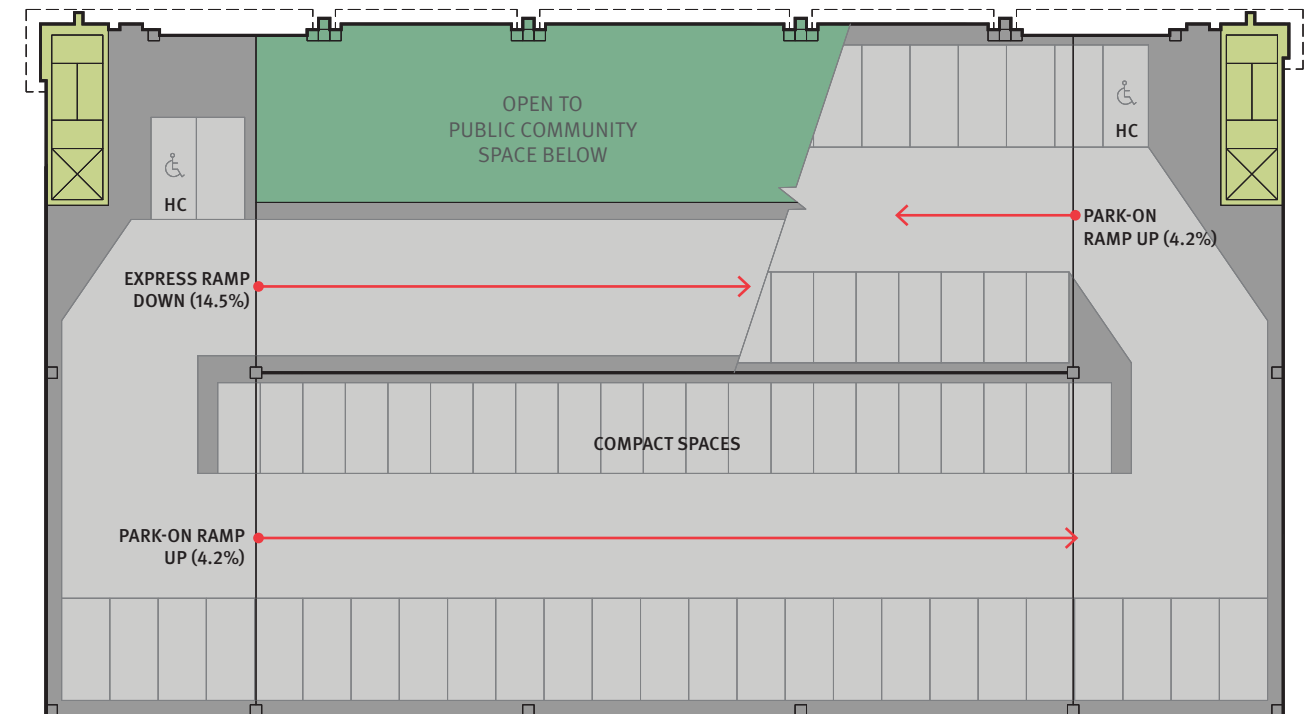 OPEN TO
PUBLIC COMMUNITY
SPACE BELOW
HC
HC
PARK-ON
RAMP UP (4.2%)
EXPRESS RAMP
DOWN (14.5%)
COMPACT SPACES
PARK-ON RAMP
UP (4.2%)